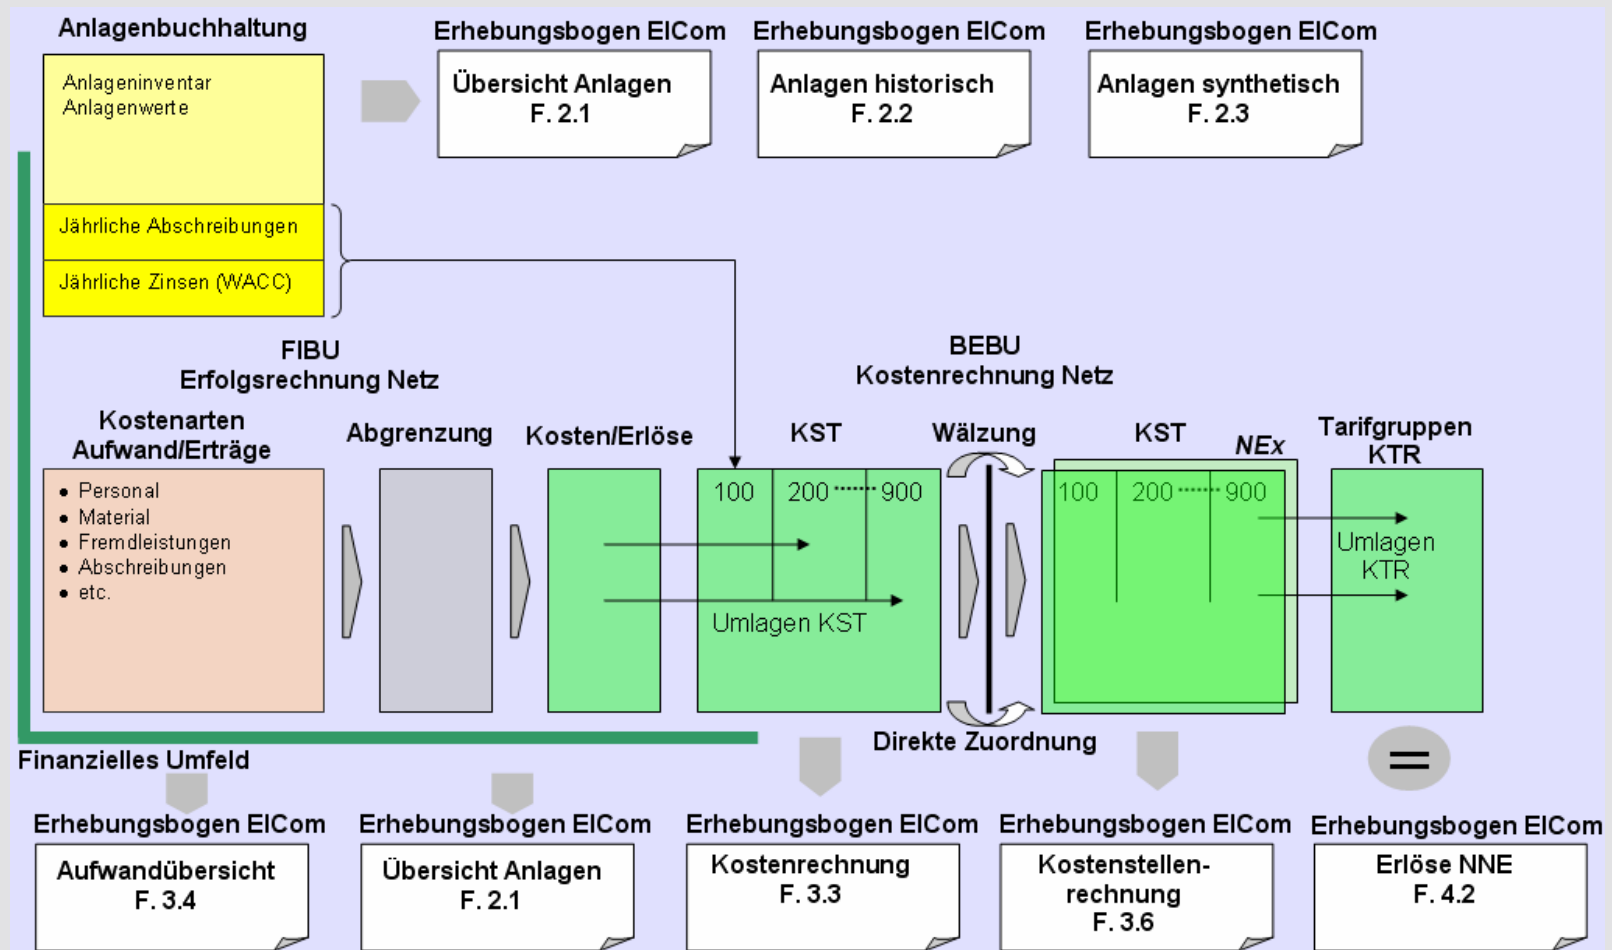 Anlagenbuchhaltung
Anlageninventar
Anlagenwerte
Jährliche Abschreibungen
Jährliche Zinsen (WACC)
Erhebungsbogen ElCom
Übersicht Anlagen
F. 2.1
Erhebungsbogen ElCom
Anlagen historisch
F. 2.2
Erhebungsbogen ElCom
Anlagen synthetisch
F. 2.3
FIBU
Erfolgsrechnung Netz
BEBU
Kostenrechnung Netz
Kostenarten
Aufwand/Erträge
• Personal
• Material
• Fremdleistungen
• Abschreibungen
• etc.
Abgrenzung
Kosten/Erlöse
KST
100 200 ······· 900
Umlagen KST
Wälzung
Direkte Zuordnung
KST
NEx
100 200 ······· 900
Tarifgruppen
KTR
Umlagen
KTR
=
Finanzielles Umfeld
Erhebungsbogen ElCom
Aufwandübersicht
F. 3.4
Erhebungsbogen ElCom
Übersicht Anlagen
F. 2.1
Erhebungsbogen ElCom
Kostenrechnung
F. 3.3
Erhebungsbogen ElCom
Kostenstellen-
rechnung
F. 3.6
Erhebungsbogen ElCom
Erlöse NNE
F. 4.2